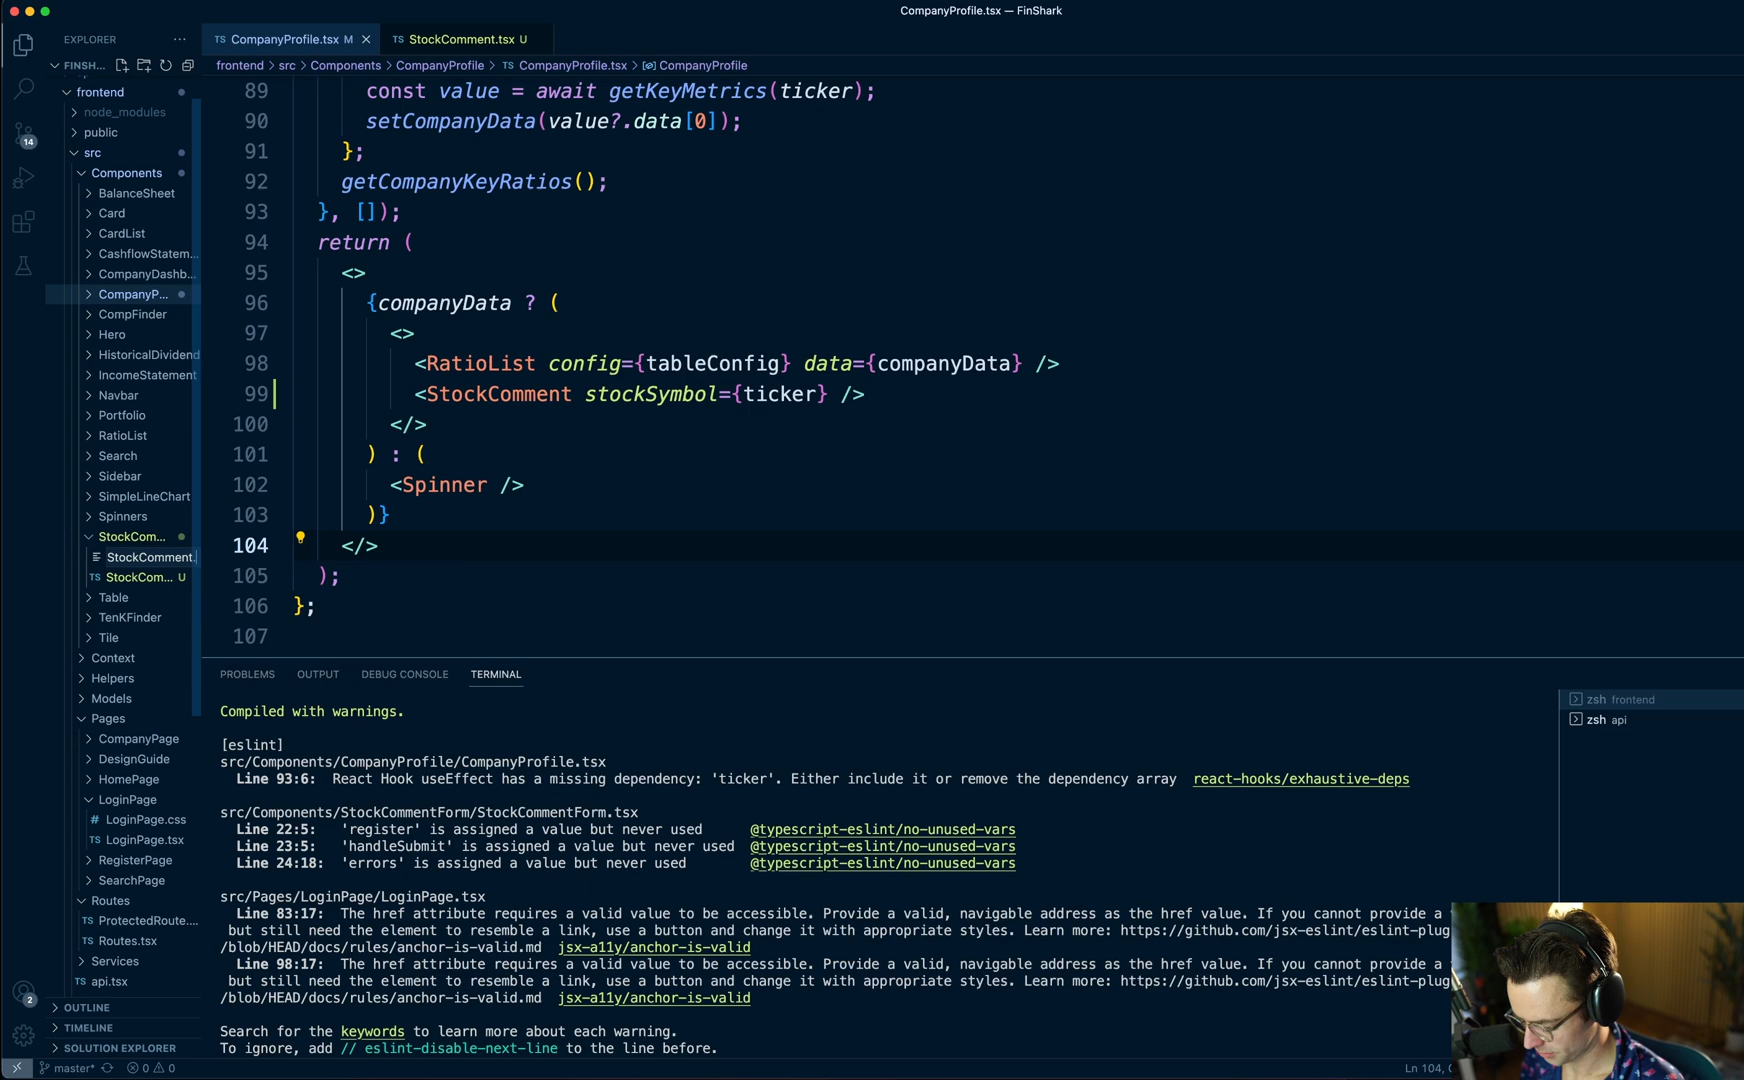 CompanyProfile.tsx — FinShark
EXPLORER
TS CompanyProfile.tsx M
TS StockComment.tsx U
FINSH...
frontend > src > Components > CompanyProfile > TS CompanyProfile.tsx > CompanyProfile
frontend
node_modules
public
src
Components
BalanceSheet
Card
CardList
CashflowStatem...
CompanyDashb...
CompanyP...
CompFinder
Hero
HistoricalDividend
IncomeStatement
Navbar
Portfolio
RatioList
Search
Sidebar
SimpleLineChart
Spinners
StockCom...
StockComment.
TS StockCom... U
Table
TenKFinder
Tile
Context
Helpers
Models
Pages
CompanyPage
DesignGuide
HomePage
LoginPage
# LoginPage.css
TS LoginPage.tsx
RegisterPage
SearchPage
Routes
TS ProtectedRoute....
TS Routes.tsx
Services
TS api.tsx
OUTLINE
TIMELINE
SOLUTION EXPLORER
14
2
89 const value = await getKeyMetrics(ticker);
90 setCompanyData(value?.data[0]);
91 };
92 getCompanyKeyRatios();
93 }, []);
94 return (
95 <>
96 {companyData ? (
97 <>
98 <RatioList config={tableConfig} data={companyData} />
99 <StockComment stockSymbol={ticker} />
100 </>
101 ) : (
102 <Spinner />
103 )}
104 </>
105 );
106 };
107
PROBLEMS OUTPUT DEBUG CONSOLE TERMINAL
zsh frontend
zsh api
Compiled with warnings.
[eslint]
src/Components/CompanyProfile/CompanyProfile.tsx
Line 93:6: React Hook useEffect has a missing dependency: 'ticker'. Either include it or remove the dependency array react-hooks/exhaustive-deps
src/Components/StockCommentForm/StockCommentForm.tsx
Line 22:5: 'register' is assigned a value but never used @typescript-eslint/no-unused-vars
Line 23:5: 'handleSubmit' is assigned a value but never used @typescript-eslint/no-unused-vars
Line 24:18: 'errors' is assigned a value but never used @typescript-eslint/no-unused-vars
src/Pages/LoginPage/LoginPage.tsx
Line 83:17: The href attribute requires a valid value to be accessible. Provide a valid, navigable address as the href value. If you cannot provide a
but still need the element to resemble a link, use a button and change it with appropriate styles. Learn more: https://github.com/jsx-eslint/eslint-plug
/blob/HEAD/docs/rules/anchor-is-valid.md jsx-a11y/anchor-is-valid
Line 98:17: The href attribute requires a valid value to be accessible. Provide a valid, navigable address as the href value. If you cannot provide a
but still need the element to resemble a link, use a button and change it with appropriate styles. Learn more: https://github.com/jsx-eslint/eslint-plug
/blob/HEAD/docs/rules/anchor-is-valid.md jsx-a11y/anchor-is-valid
Search for the keywords to learn more about each warning.
To ignore, add // eslint-disable-next-line to the line before.
master* 0 0
Ln 104,